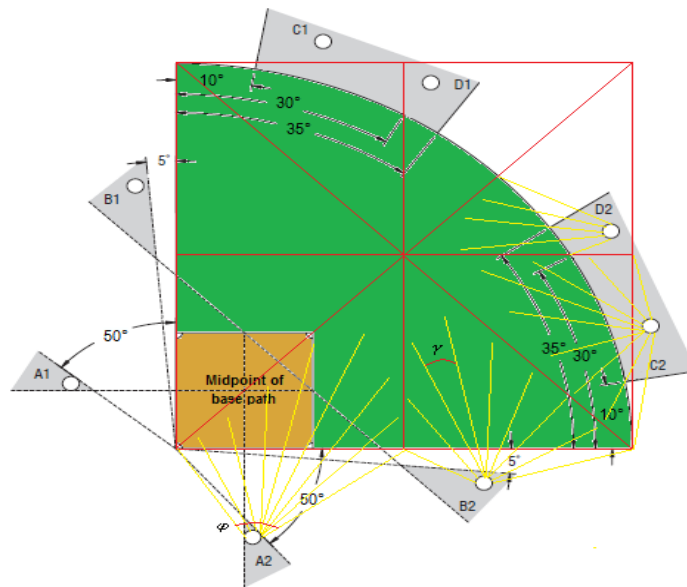 C1
D1
10°
30°
35°
5°
B1
D2
50°
γ
35°
30°
C2
A1
Midpoint of
base path
10°
5°
50°
B2
φ
A2